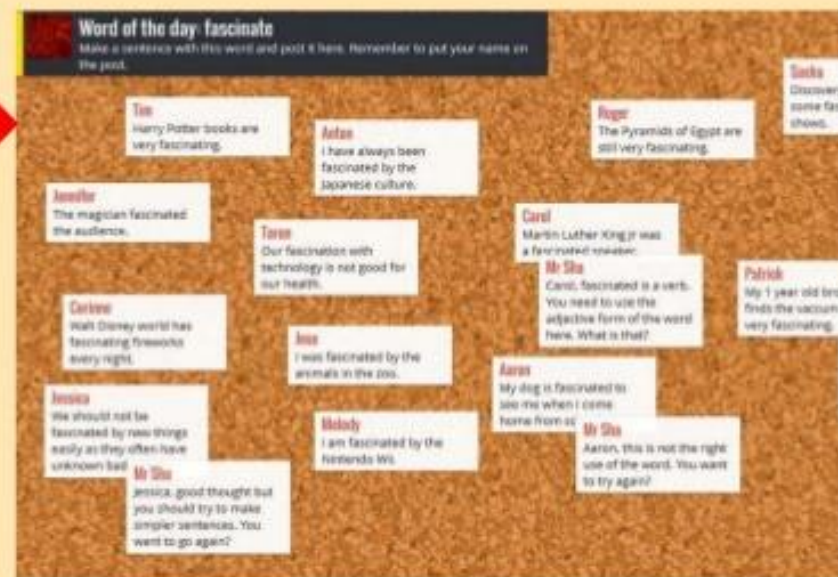 Word of the day: fascinate
Make a sentence with this word and post it here. Remember to put your name on
the post.
Tim
Harry Potter books are
very fascinating.
Anton
I have always been
fascinated by the
Japanese culture.
Roger
The Pyramids of Egypt are
still very fascinating.
Sasha
Discover
some fas
shows.
Jennifer
The magician fascinated
the audience.
Taron
Our fascination with
technology is not good for
our health.
Carol
Martin Luther King Jr was
a fascinated speaker.
Mr Sha
Carol, fascinated is a verb.
You need to use the
adjective form of the word
here. What is that?
Patrick
My 1 year old bro
finds the vacuum
very fascinating.
Corinne
Walt Disney world has
fascinating fireworks
every night.
Jose
I was fascinated by the
animals in the zoo.
Aaron
My dog is fascinated to
see me when I come
home from sc
Mr Sha
Aaron, this is not the right
use of the word. You want
to try again?
Jessica
We should not be
fascinated by new things
easily as they often have
unknown bad
Mr Sha
Jessica, good thought but
you should try to make
simpler sentences. You
want to go again?
Melody
I am fascinated by the
Nintendo Wii.